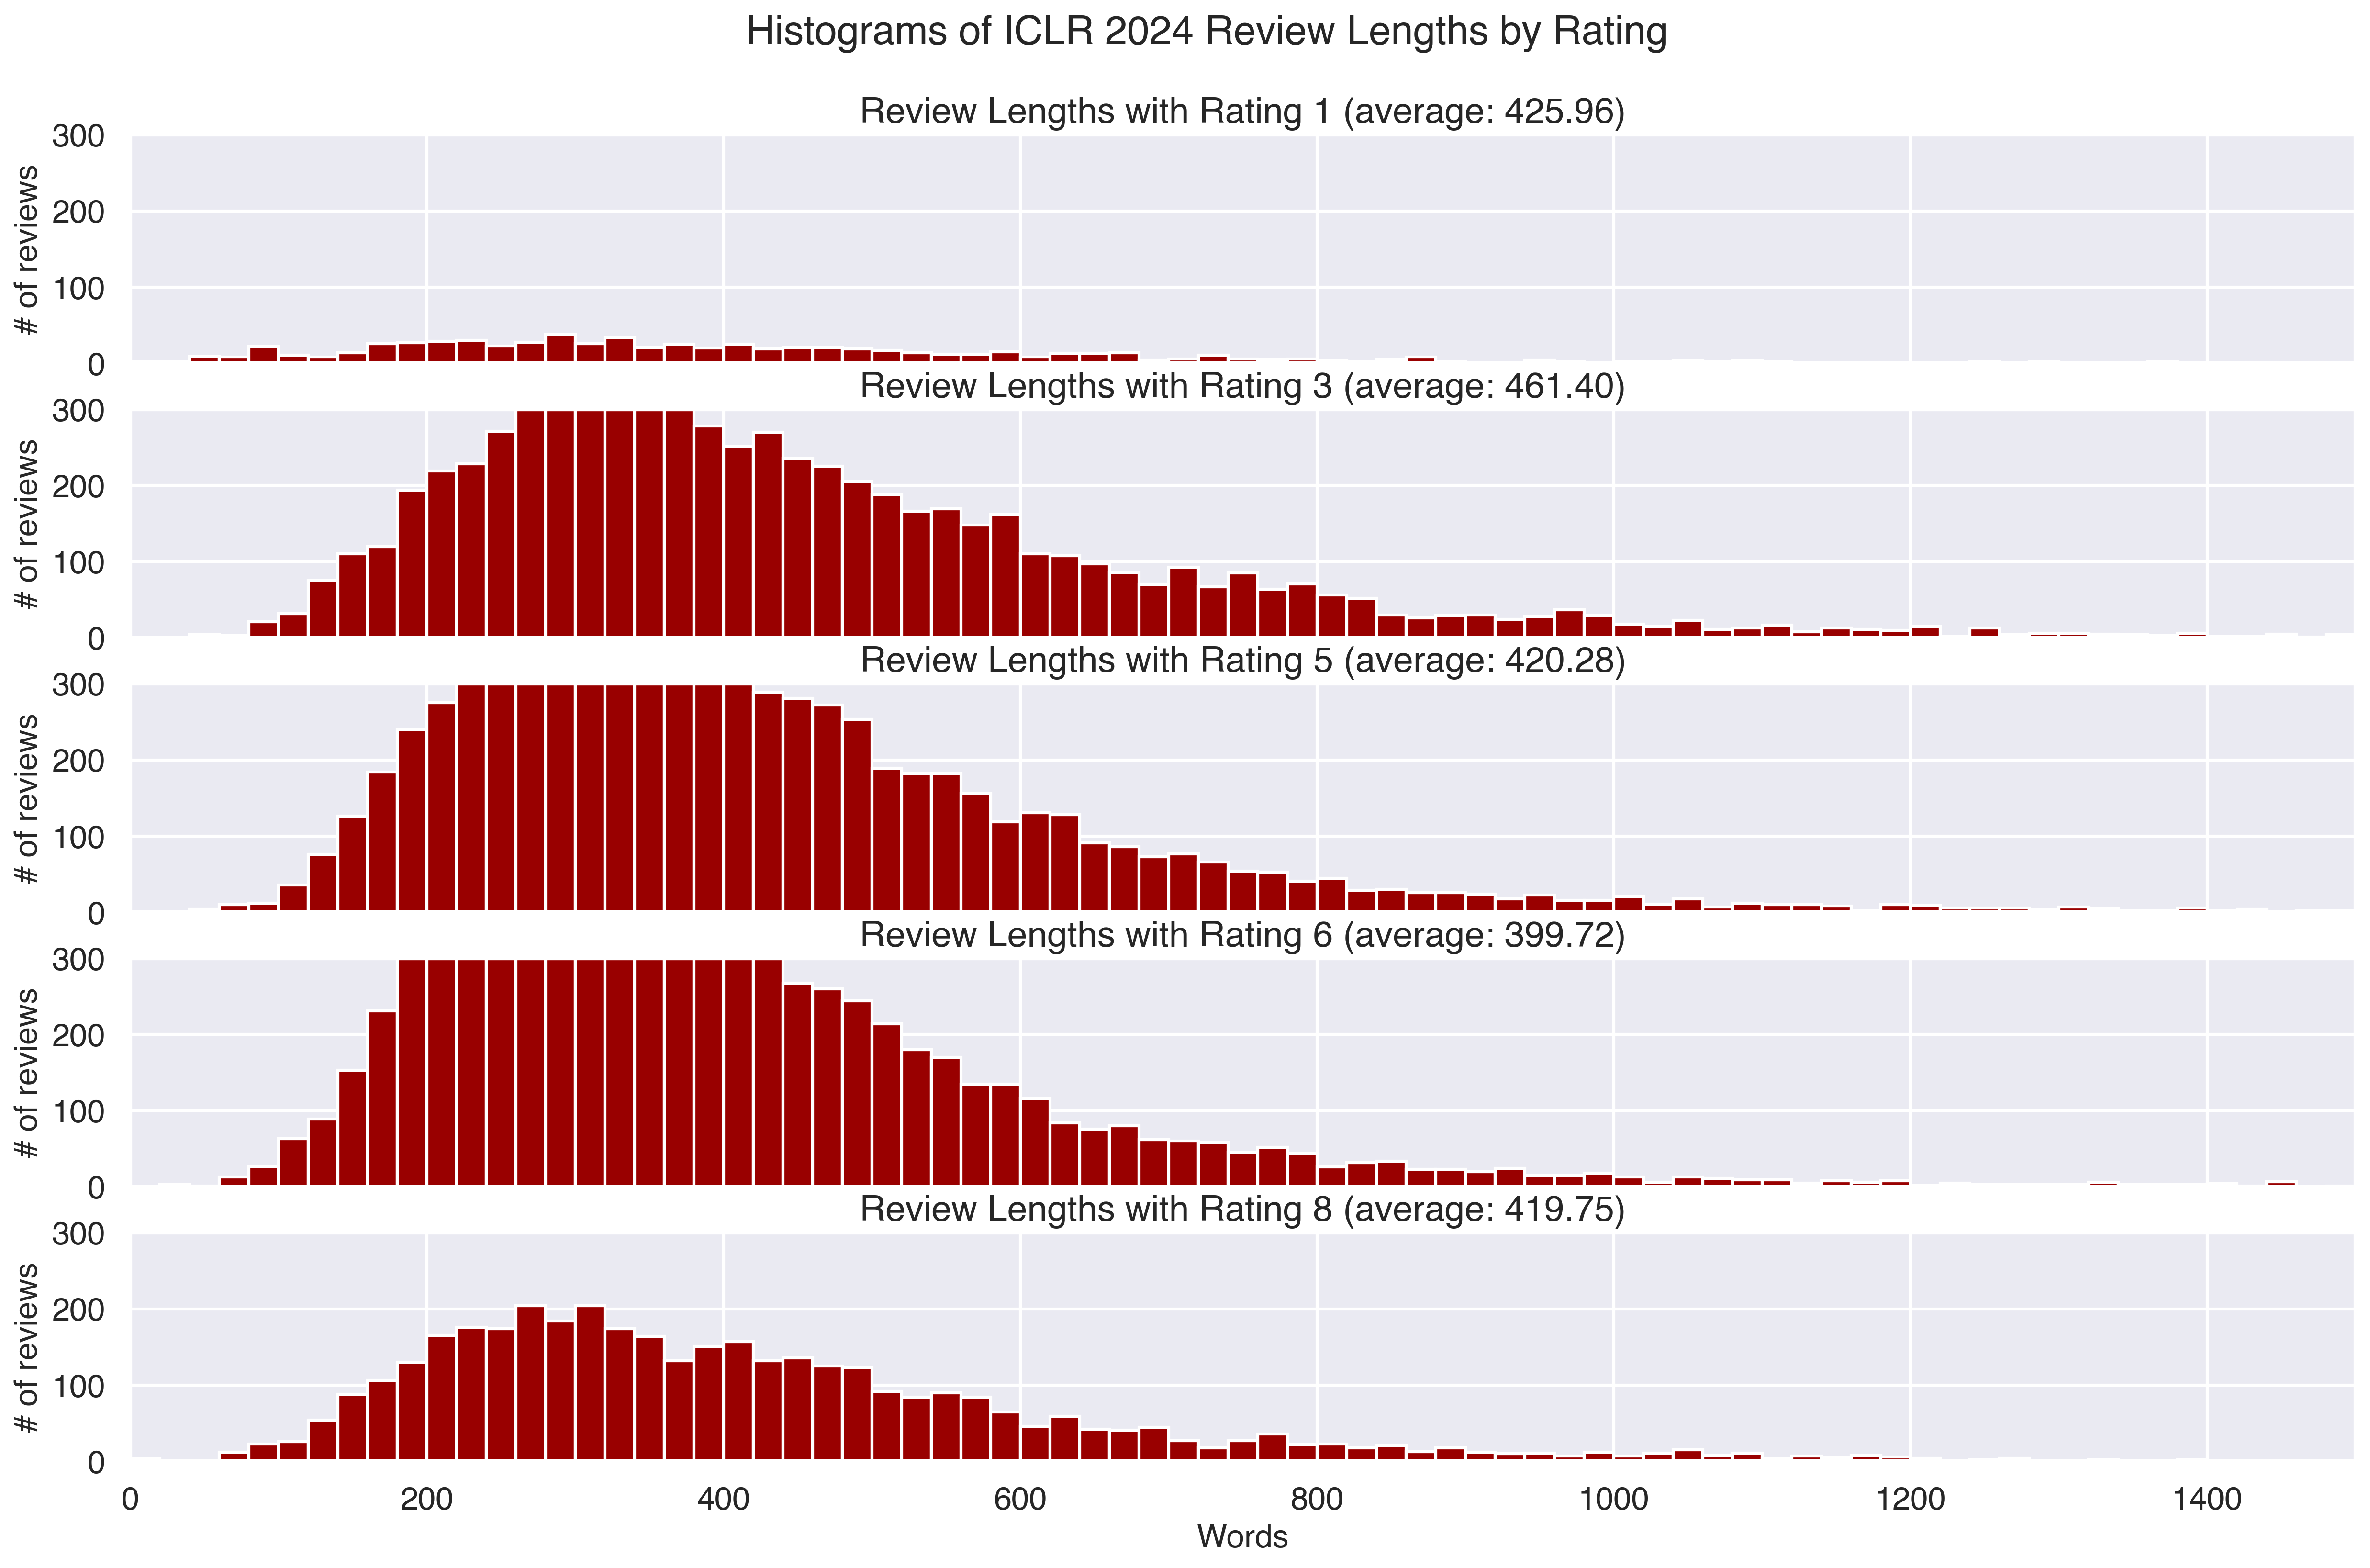 Histograms of ICLR 2024 Review Lengths by Rating
Review Lengths with Rating 1 (average: 425.96)
300
200
100
0
# of reviews
Review Lengths with Rating 3 (average: 461.40)
300
200
100
0
# of reviews
Review Lengths with Rating 5 (average: 420.28)
300
200
100
0
# of reviews
Review Lengths with Rating 6 (average: 399.72)
300
200
100
0
# of reviews
Review Lengths with Rating 8 (average: 419.75)
300
200
100
0
# of reviews
0 200 400 600 800 1000 1200 1400
Words